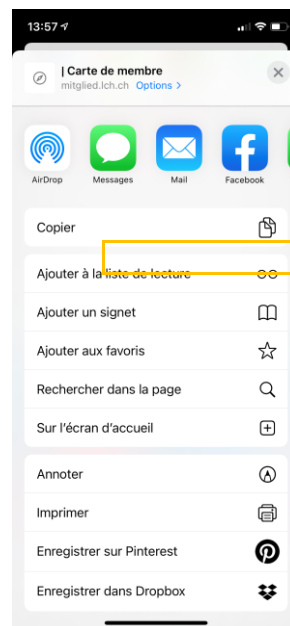 13:57
| Carte de membre
mitglied.lch.ch Options >
AirDrop
Messages
Mail
Facebook
Copier
Ajouter à la liste de lecture
Ajouter un signet
Ajouter aux favoris
Rechercher dans la page
Sur l'écran d'accueil
Annoter
Imprimer
Enregistrer sur Pinterest
Enregistrer dans Dropbox